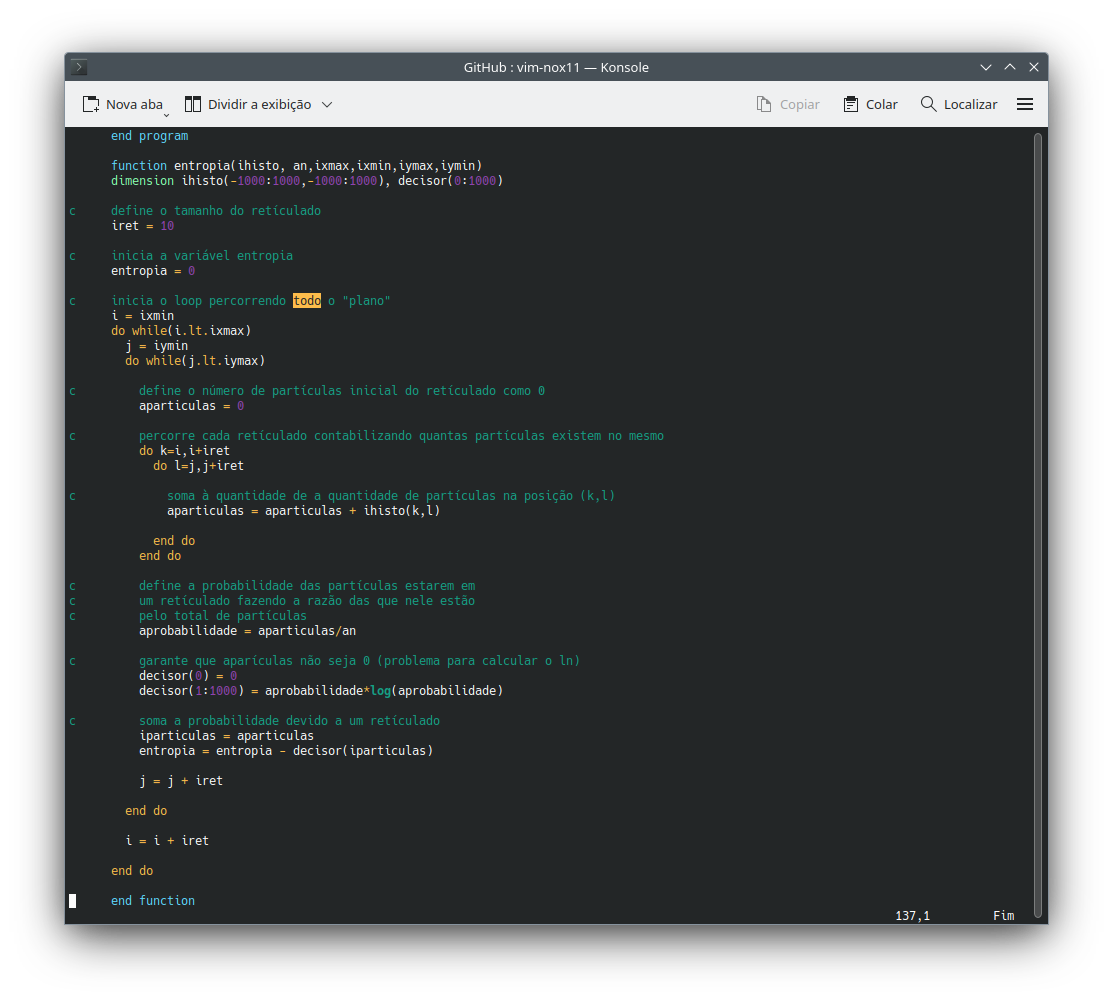 GitHub : vim-nox11 — Konsole
Nova aba Dividir a exibição Copiar Colar Localizar
end program
function entropia(ihisto, an,ixmax,ixmin,iymax,iymin)
dimension ihisto(-1000:1000,-1000:1000), decisor(0:1000)
c define o tamanho do retículado
iret = 10
c inicia a variável entropia
entropia = 0
c inicia o loop percorrendo todo o "plano"
i = ixmin
do while(i.lt.ixmax)
j = iymin
do while(j.lt.iymax)
c define o número de partículas inicial do retículado como 0
aparticulas = 0
c percorre cada retículado contabilizando quantas partículas existem no mesmo
do k=i,i+iret
do l=j,j+iret
c soma à quantidade de a quantidade de partículas na posição (k,l)
aparticulas = aparticulas + ihisto(k,l)
end do
end do
c define a probabilidade das partículas estarem em
c um retículado fazendo a razão das que nele estão
c pelo total de partículas
aprobabilidade = aparticulas/an
c garante que aparículas não seja 0 (problema para calcular o ln)
decisor(0) = 0
decisor(1:1000) = aprobabilidade*log(aprobabilidade)
c soma a probabilidade devido a um retículado
iparticulas = aparticulas
entropia = entropia - decisor(iparticulas)
j = j + iret
end do
i = i + iret
end do
end function
137,1 Fim